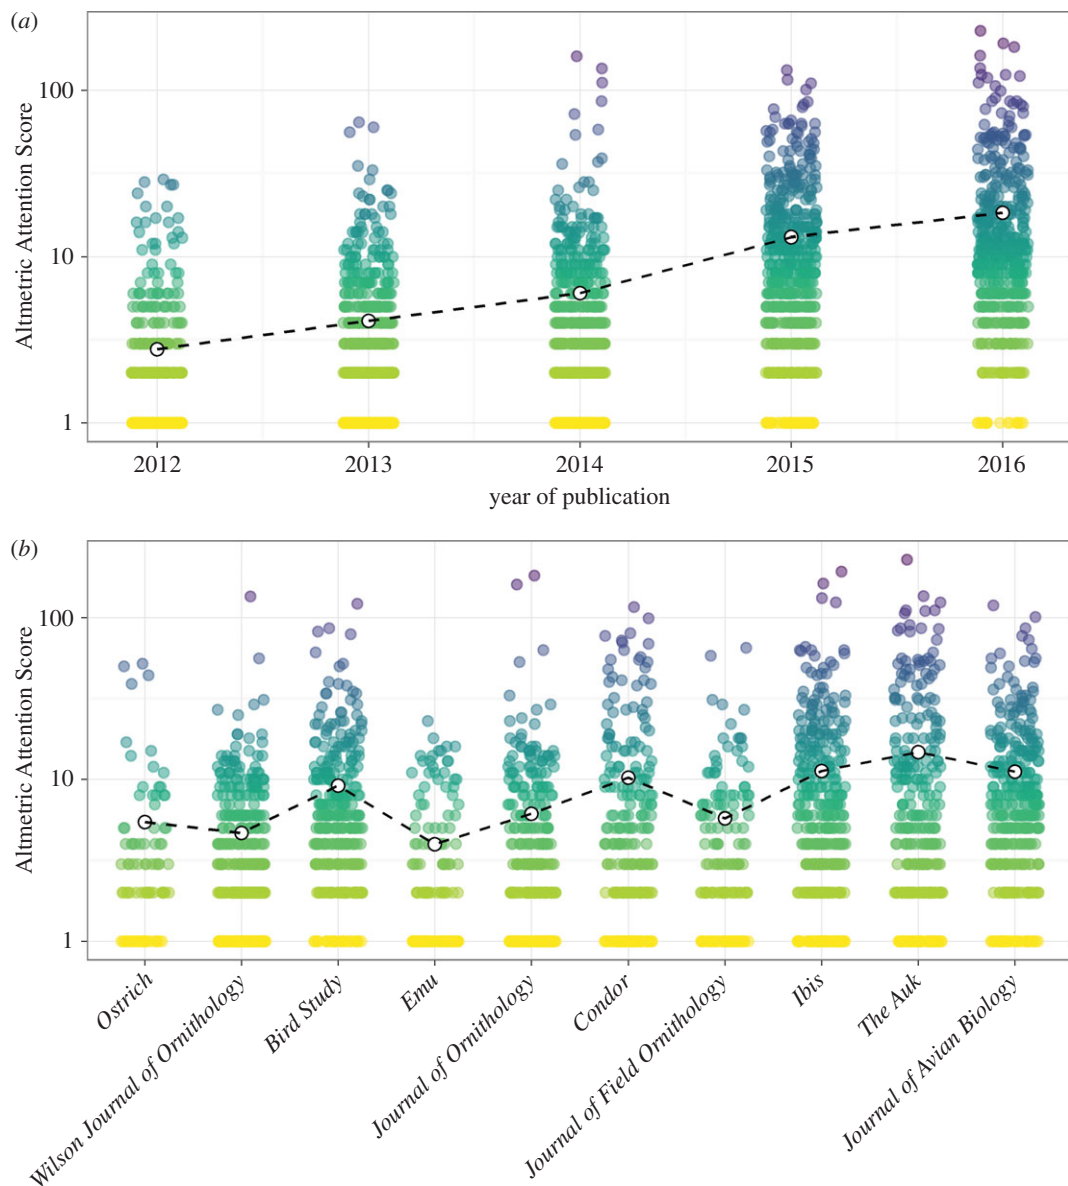 (a)
Altmetric Attention Score
100
10
1
2012 2013 2014 2015 2016
year of publication
(b)
Altmetric Attention Score
100
10
1
Ostrich
Wilson Journal of Ornithology
Bird Study
Emu
Journal of Ornithology
Condor
Journal of Field Ornithology
Ibis
The Auk
Journal of Avian Biology